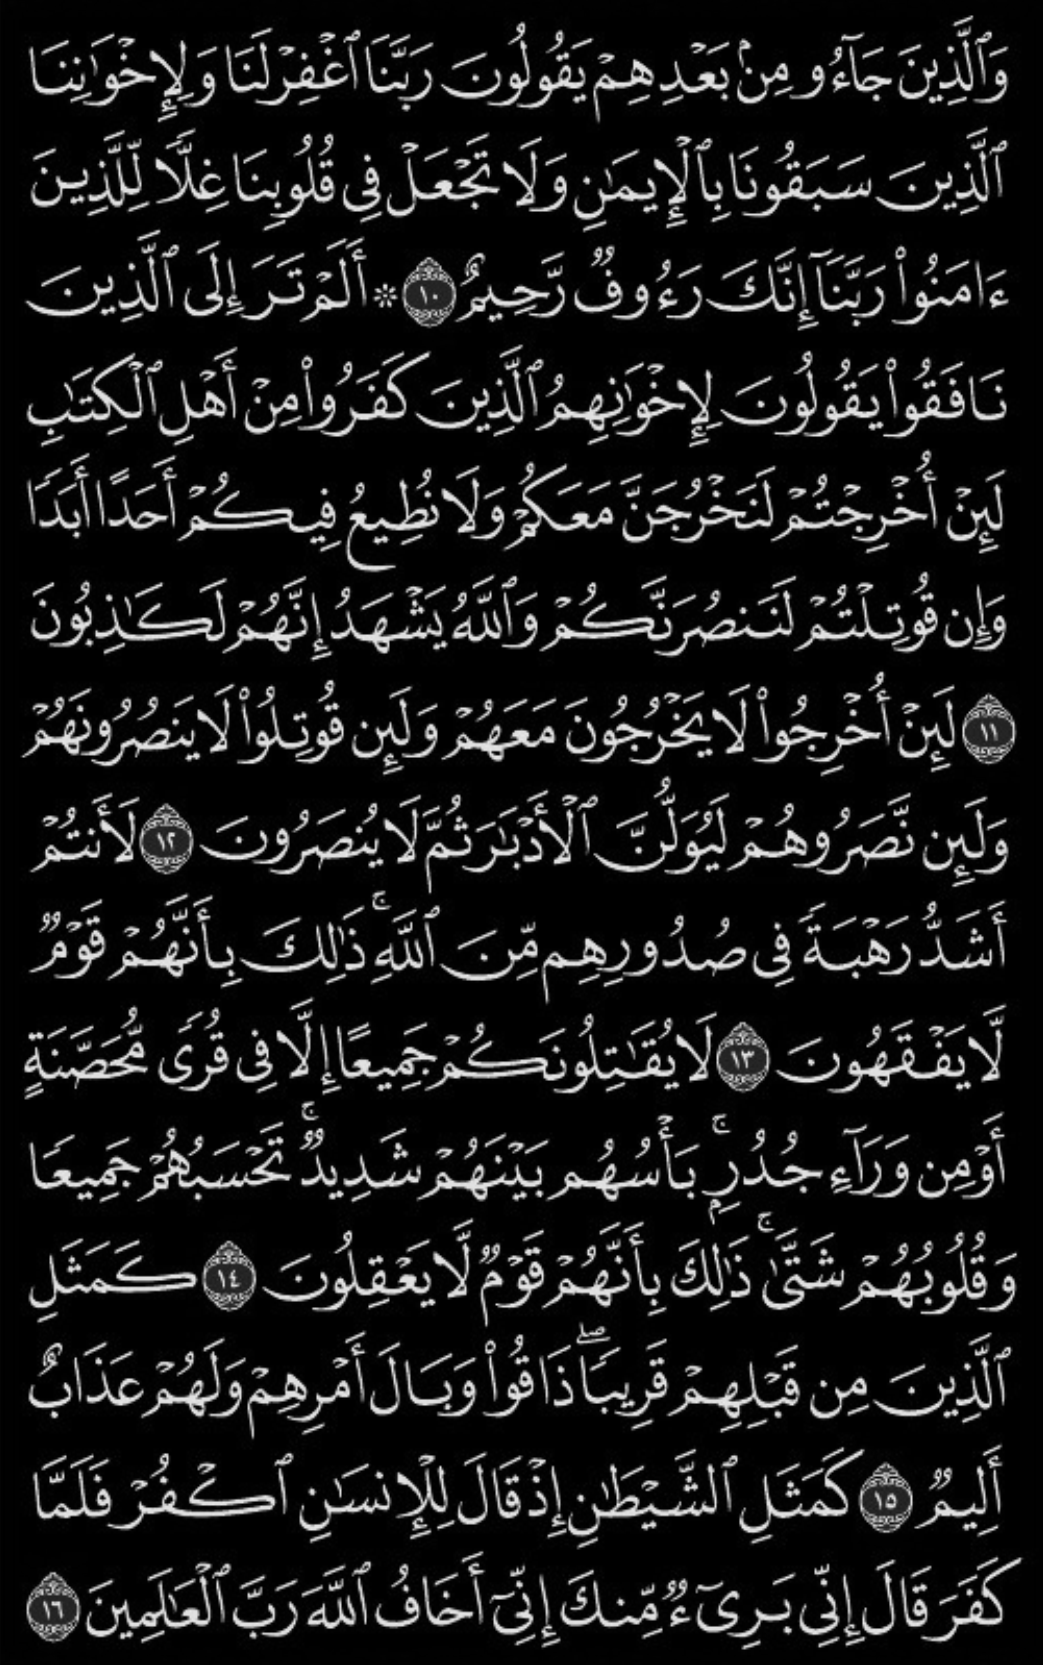 وَٱلَّذِينَ جَآءُو مِنۢ بَعْدِهِمْ يَقُولُونَ رَبَّنَا ٱغْفِرْ لَنَا وَلِإِخْوَٰنِنَا
ٱلَّذِينَ سَبَقُونَا بِٱلْإِيمَٰنِ وَلَا تَجْعَلْ فِى قُلُوبِنَا غِلًّا لِّلَّذِينَ
ءَامَنُوا۟ رَبَّنَآ إِنَّكَ رَءُوفٌ رَّحِيمٌ ١٠ ۞ أَلَمْ تَرَ إِلَى ٱلَّذِينَ
نَافَقُوا۟ يَقُولُونَ لِإِخْوَٰنِهِمُ ٱلَّذِينَ كَفَرُوا۟ مِنْ أَهْلِ ٱلْكِتَٰبِ
لَئِنْ أُخْرِجْتُمْ لَنَخْرُجَنَّ مَعَكُمْ وَلَا نُطِيعُ فِيكُمْ أَحَدًا أَبَدًا
وَإِن قُوتِلْتُمْ لَنَنصُرَنَّكُمْ وَٱللَّهُ يَشْهَدُ إِنَّهُمْ لَكَٰذِبُونَ
١١ لَئِنْ أُخْرِجُوا۟ لَا يَخْرُجُونَ مَعَهُمْ وَلَئِن قُوتِلُوا۟ لَا يَنصُرُونَهُمْ
وَلَئِن نَّصَرُوهُمْ لَيُوَلُّنَّ ٱلْأَدْبَٰرَ ثُمَّ لَا يُنصَرُونَ ١٢ لَأَنتُمْ
أَشَدُّ رَهْبَةً فِى صُدُورِهِم مِّنَ ٱللَّهِ ۚ ذَٰلِكَ بِأَنَّهُمْ قَوْمٌ
لَّا يَفْقَهُونَ ١٣ لَا يُقَٰتِلُونَكُمْ جَمِيعًا إِلَّا فِى قُرًى مُّحَصَّنَةٍ
أَوْ مِن وَرَآءِ جُدُرٍۭ ۚ بَأْسُهُم بَيْنَهُمْ شَدِيدٌ ۚ تَحْسَبُهُمْ جَمِيعًا
وَقُلُوبُهُمْ شَتَّىٰ ۚ ذَٰلِكَ بِأَنَّهُمْ قَوْمٌ لَّا يَعْقِلُونَ ١٤ كَمَثَلِ
ٱلَّذِينَ مِن قَبْلِهِمْ قَرِيبًا ۖ ذَاقُوا۟ وَبَالَ أَمْرِهِمْ وَلَهُمْ عَذَابٌ
أَلِيمٌ ١٥ كَمَثَلِ ٱلشَّيْطَٰنِ إِذْ قَالَ لِلْإِنسَٰنِ ٱكْفُرْ فَلَمَّا
كَفَرَ قَالَ إِنِّى بَرِىٓءٌ مِّنكَ إِنِّىٓ أَخَافُ ٱللَّهَ رَبَّ ٱلْعَٰلَمِينَ ١٦